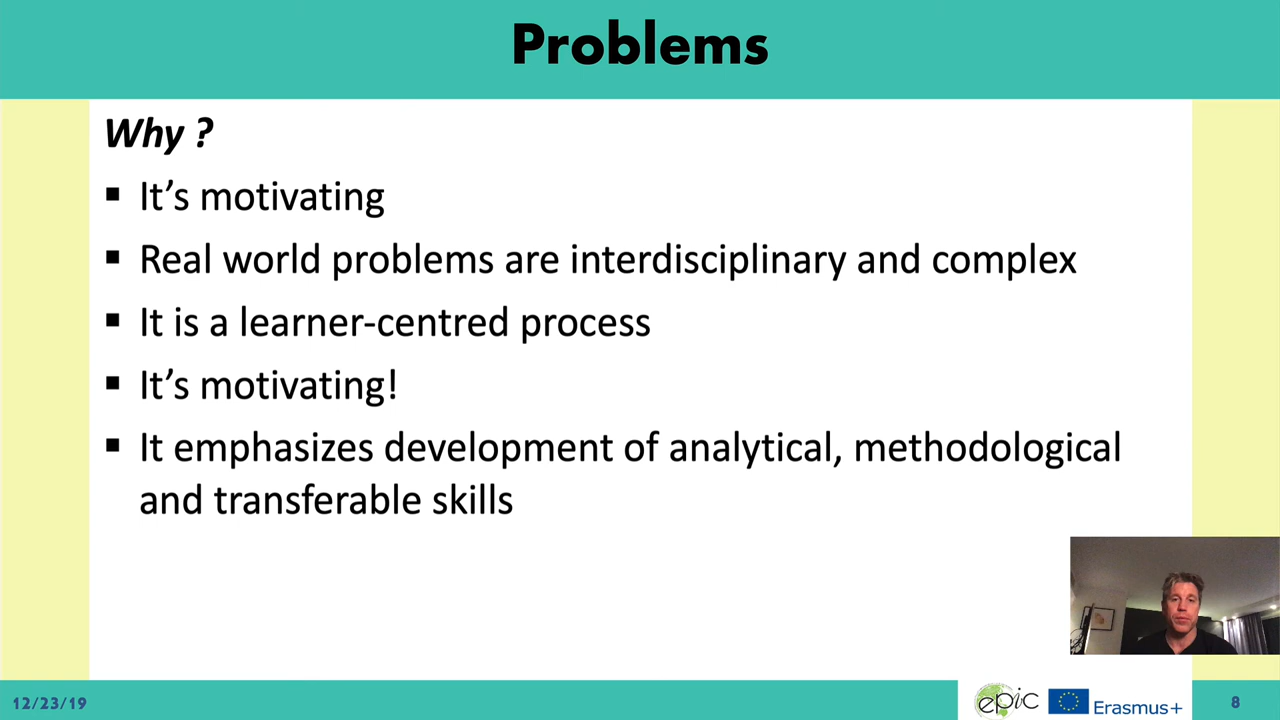 Problems
Why ?
▪ It's motivating
▪ Real world problems are interdisciplinary and complex
▪ It is a learner-centred process
▪ It's motivating!
▪ It emphasizes development of analytical, methodological
and transferable skills
12/23/19
epic
Erasmus+
8